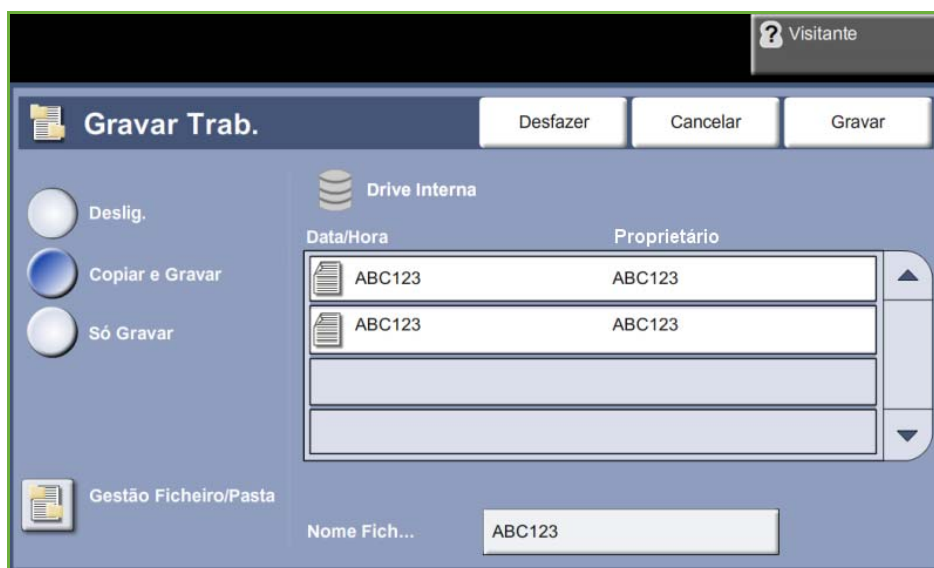 ? Visitante
Gravar Trab.
Desfazer
Cancelar
Gravar
Deslig.
Copiar e Gravar
Só Gravar
Gestão Ficheiro/Pasta
Drive Interna
Data/Hora Proprietário
ABC123 ABC123
ABC123 ABC123
Nome Fich... ABC123